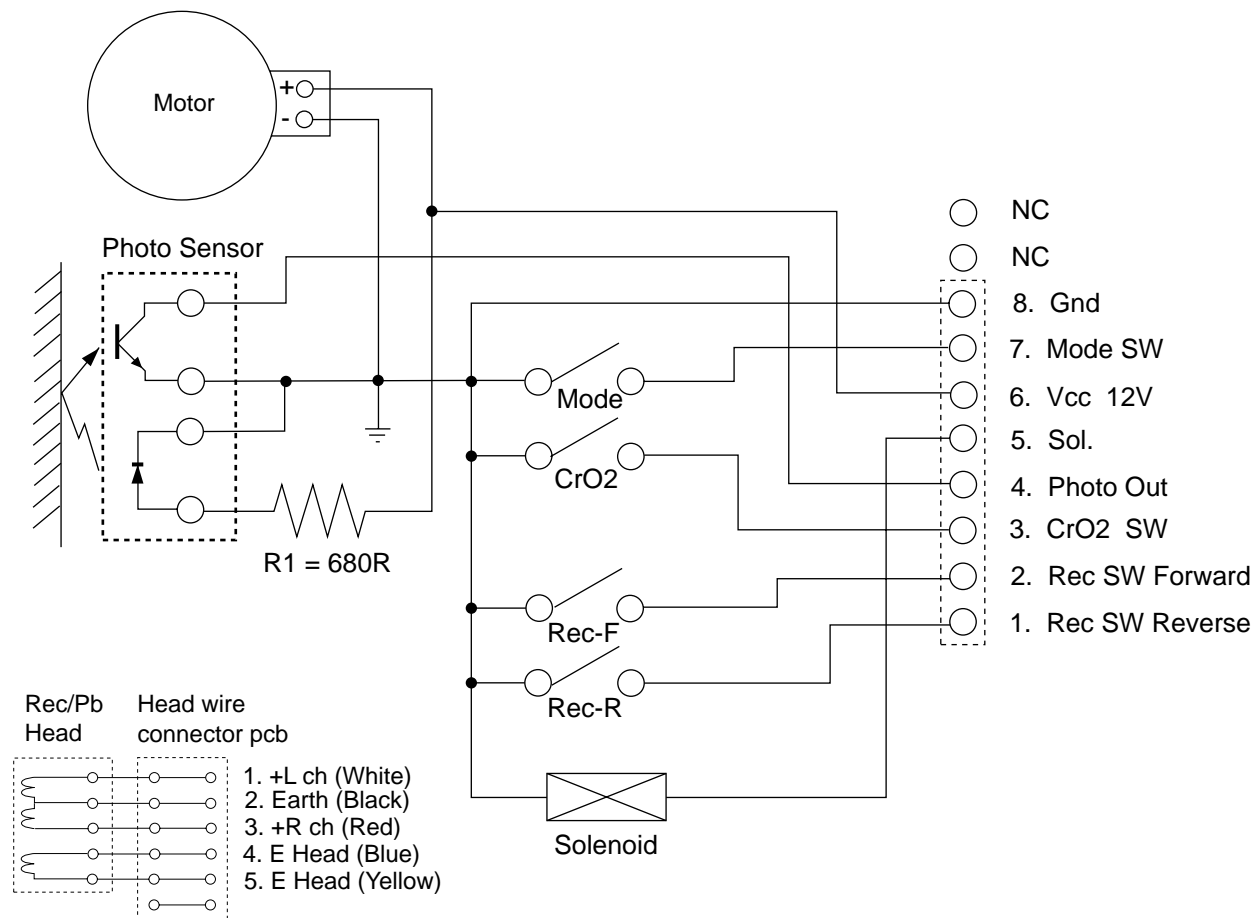 Motor
+
-
Photo Sensor
R1 = 680R
Mode
CrO2
Rec-F
Rec-R
Solenoid
NC
NC
8. Gnd
7. Mode SW
6. Vcc 12V
5. Sol.
4. Photo Out
3. CrO2 SW
2. Rec SW Forward
1. Rec SW Reverse
Rec/Pb
Head
Head wire
connector pcb
1. +L ch (White)
2. Earth (Black)
3. +R ch (Red)
4. E Head (Blue)
5. E Head (Yellow)